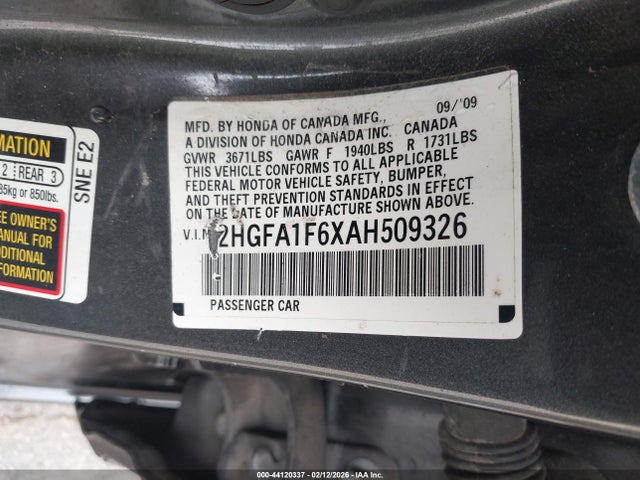 09/'09
MFD. BY HONDA OF CANADA MFG.,
A DIVISION OF HONDA CANADA INC. CANADA
GVWR 3671LBS GAWR F 1940LBS R 1731LBS
THIS VEHICLE CONFORMS TO ALL APPLICABLE
FEDERAL MOTOR VEHICLE SAFETY, BUMPER,
AND THEFT PREVENTION STANDARDS IN EFFECT
ON THE DATE OF MANUFACTURE SHOWN ABOVE.
V.I.N 2HGFA1F6XAH509326
PASSENGER CAR
SNE E2
MATION
2 REAR 3
85kg or 850lbs.
EE OWNER'S
MANUAL FOR
DDITIONAL
FORMATION
000-44120337 - 02/12/2026 - IAA Inc.